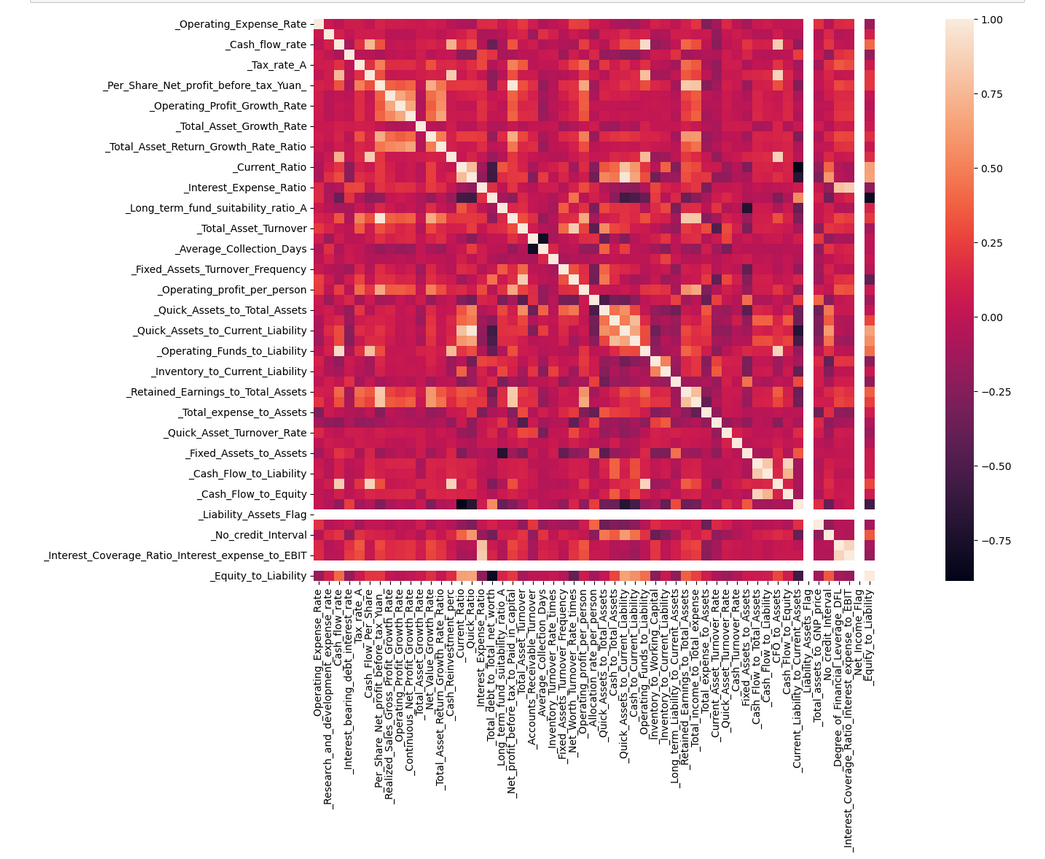 _Operating_Expense_Rate
_Cash_flow_rate
_Tax_rate_A
_Per_Share_Net_profit_before_tax_Yuan_
_Operating_Profit_Growth_Rate
_Total_Asset_Growth_Rate
_Total_Asset_Return_Growth_Rate_Ratio
_Current_Ratio
_Interest_Expense_Ratio
_Long_term_fund_suitability_ratio_A
_Total_Asset_Turnover
_Average_Collection_Days
_Fixed_Assets_Turnover_Frequency
_Operating_profit_per_person
_Quick_Assets_to_Total_Assets
_Quick_Assets_to_Current_Liability
_Operating_Funds_to_Liability
_Inventory_to_Current_Liability
_Retained_Earnings_to_Total_Assets
_Total_expense_to_Assets
_Quick_Asset_Turnover_Rate
_Fixed_Assets_to_Assets
_Cash_Flow_to_Liability
_Cash_Flow_to_Equity
_Liability_Assets_Flag
_No_credit_Interval
_Interest_Coverage_Ratio_Interest_expense_to_EBIT
_Equity_to_Liability
1.00
0.75
0.50
0.25
0.00
−0.25
−0.50
−0.75
_Operating_Expense_Rate
_Research_and_development_expense_rate
_Cash_flow_rate
_Interest_bearing_debt_interest_rate
_Tax_rate_A
_Cash_Flow_Per_Share
_Per_Share_Net_profit_before_tax_Yuan_
_Realized_Sales_Gross_Profit_Growth_Rate
_Operating_Profit_Growth_Rate
_Continuous_Net_Profit_Growth_Rate
_Total_Asset_Growth_Rate
_Net_Value_Growth_Rate
_Total_Asset_Return_Growth_Rate_Ratio
_Cash_Reinvestment_perc
_Current_Ratio
_Quick_Ratio
_Interest_Expense_Ratio
_Total_debt_to_Total_net_worth
_Long_term_fund_suitability_ratio_A
_Net_profit_before_tax_to_Paid_in_capital
_Total_Asset_Turnover
_Accounts_Receivable_Turnover
_Average_Collection_Days
_Inventory_Turnover_Rate_times
_Fixed_Assets_Turnover_Frequency
_Net_Worth_Turnover_Rate_times
_Operating_profit_per_person
_Allocation_rate_per_person
_Quick_Assets_to_Total_Assets
_Cash_to_Total_Assets
_Quick_Assets_to_Current_Liability
_Cash_to_Current_Liability
_Operating_Funds_to_Liability
_Inventory_to_Working_Capital
_Inventory_to_Current_Liability
_Long_term_Liability_to_Current_Assets
_Retained_Earnings_to_Total_Assets
_Total_income_to_Total_expense
_Total_expense_to_Assets
_Current_Asset_Turnover_Rate
_Quick_Asset_Turnover_Rate
_Cash_Turnover_Rate
_Fixed_Assets_to_Assets
_Cash_Flow_to_Total_Assets
_Cash_Flow_to_Liability
_CFO_to_Assets
_Cash_Flow_to_Equity
_Current_Liability_to_Current_Assets
_Liability_Assets_Flag
_Total_assets_to_GNP_price
_No_credit_Interval
_Degree_of_Financial_Leverage_DFL
_Interest_Coverage_Ratio_Interest_expense_to_EBIT
_Net_Income_Flag
_Equity_to_Liability